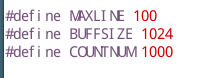 #define MAXLINE 100
#define BUFFSIZE 1024
#define COUNTNUM 1000